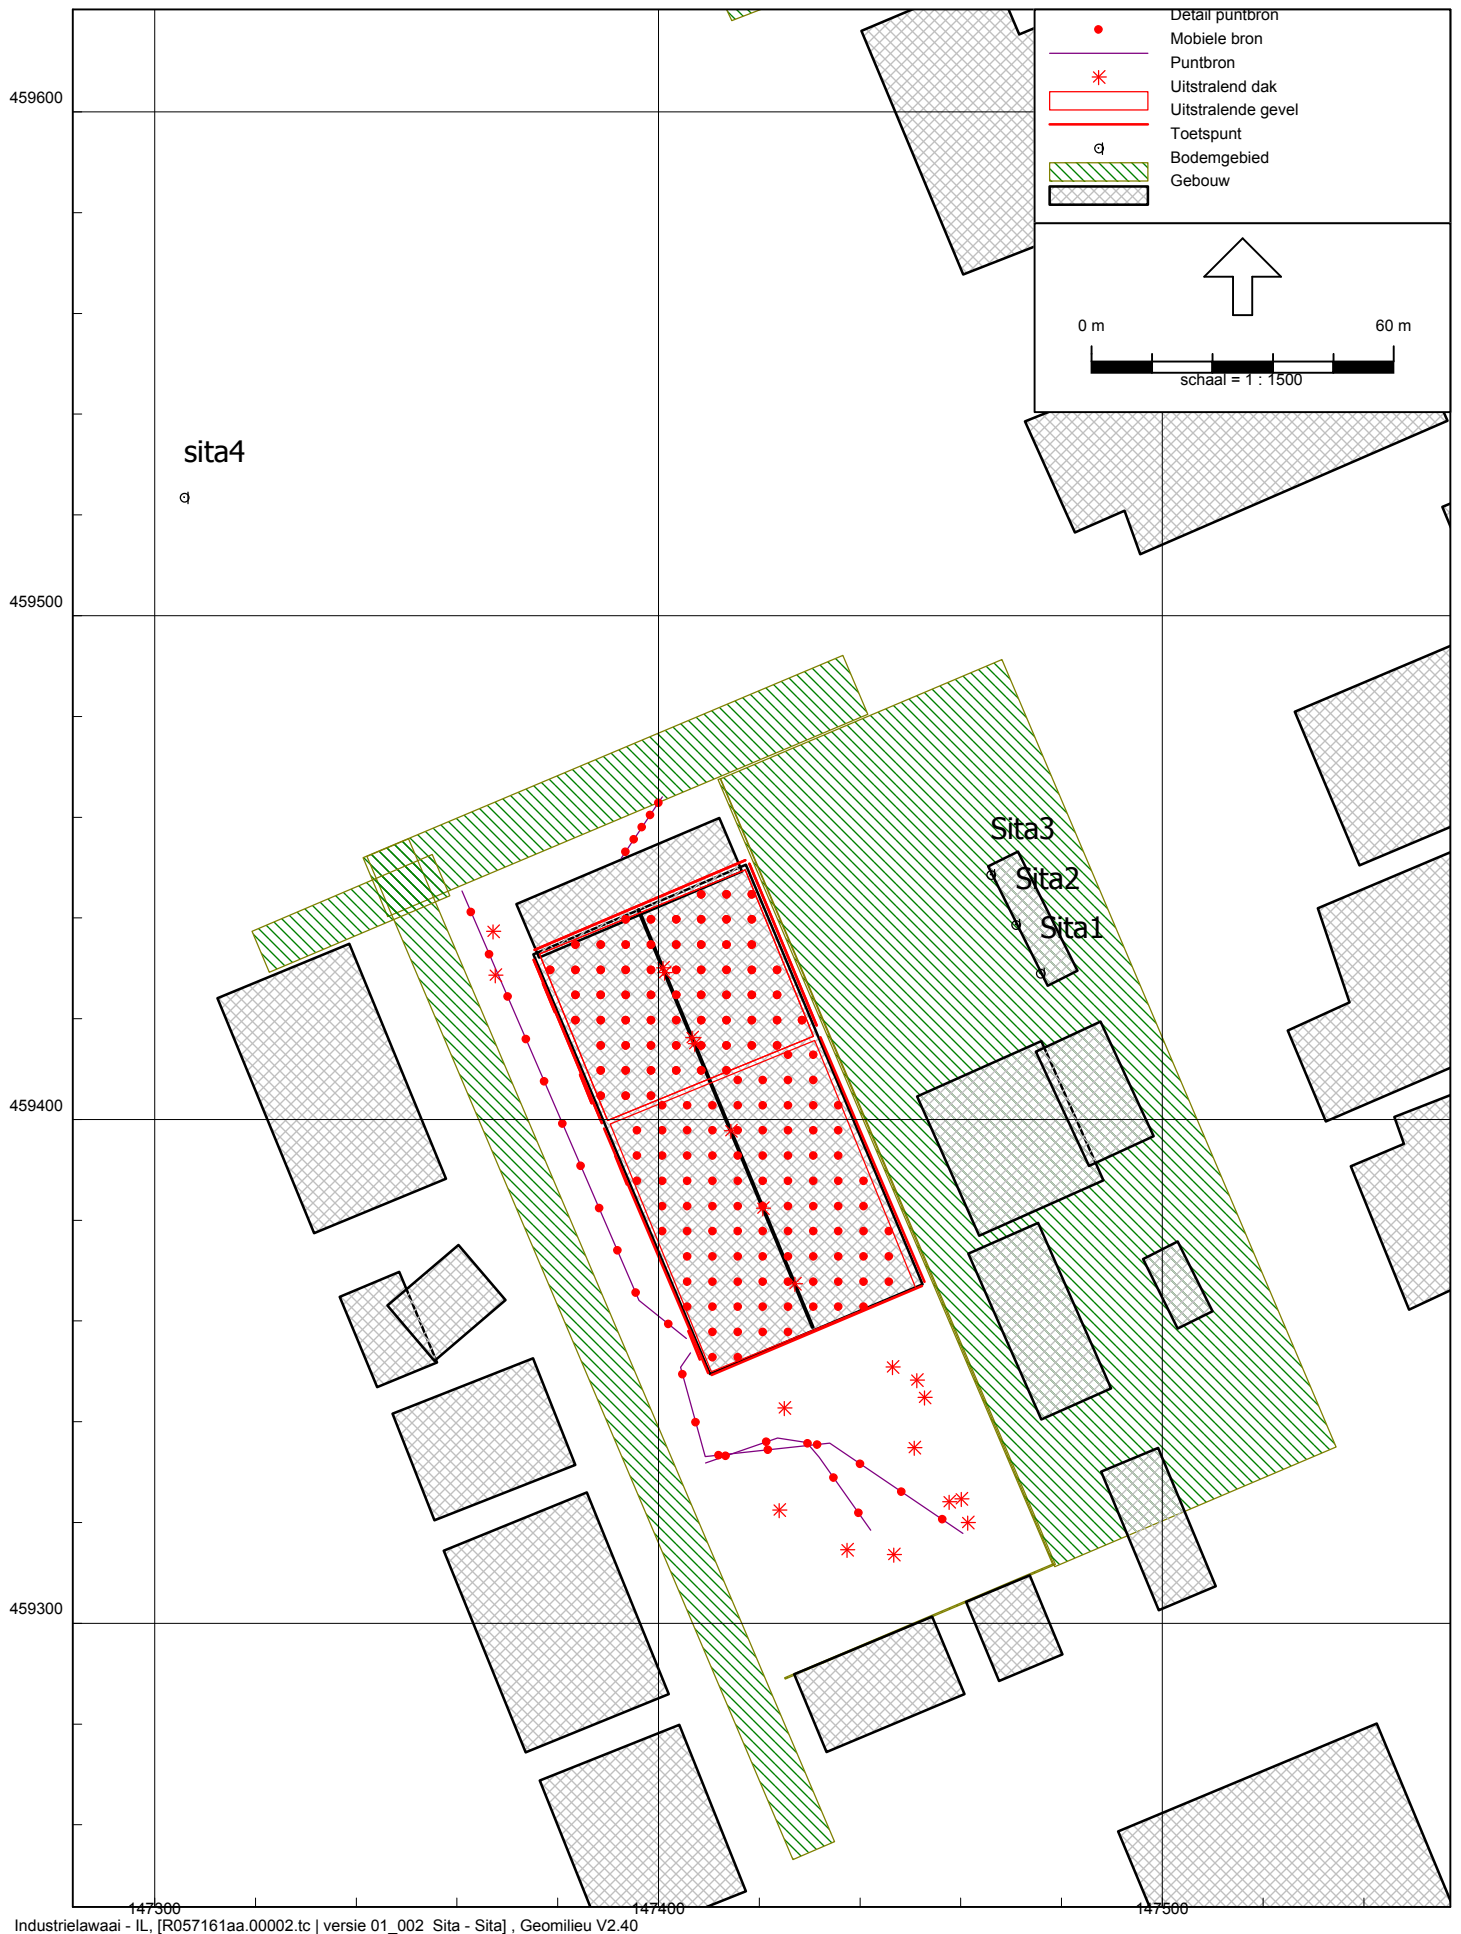 Detail puntbron
Mobiele bron
Puntbron
Uitstralend dak
Uitstralende gevel
Toetspunt
Bodemgebied
Gebouw
459600
0 m 60 m
schaal = 1 : 1500
sita4
459500
Sita3
Sita2
Sita1
459400
459300
147300 147400 147500
Industrielawaai - IL, [R057161aa.00002.tc | versie 01_002 Sita - Sita] , Geomilieu V2.40